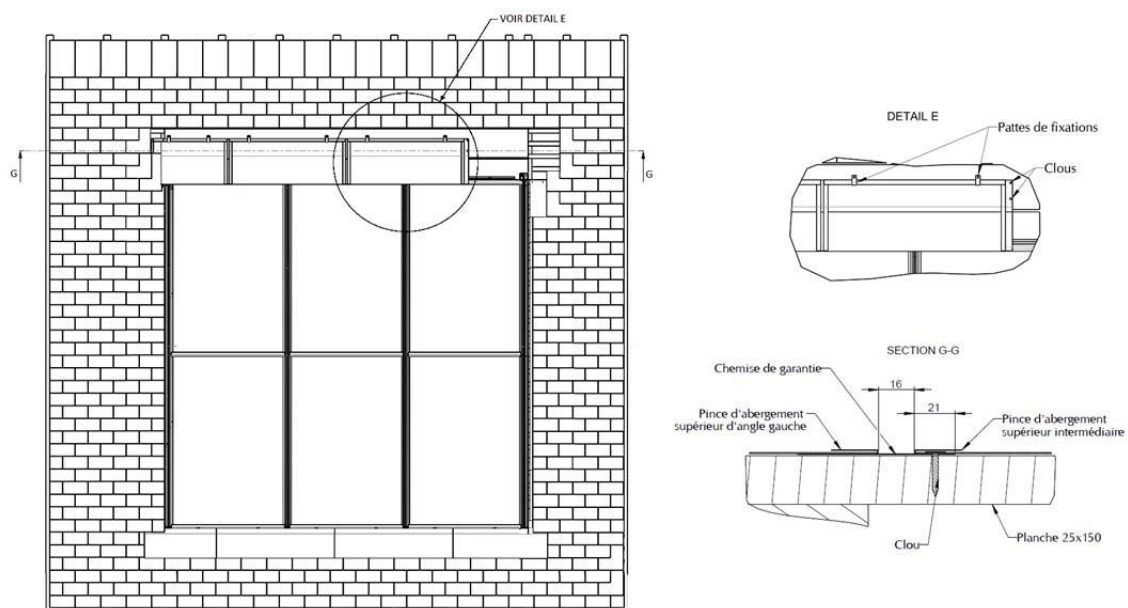 VOIR DETAIL E
G
G
DETAIL E
Pattes de fixations
Clous
SECTION G-G
Chemise de garantie
16
21
Pince d'abergement
supérieur d'angle gauche
Pince d'abergement
supérieur intermédiaire
Clou
Planche 25x150